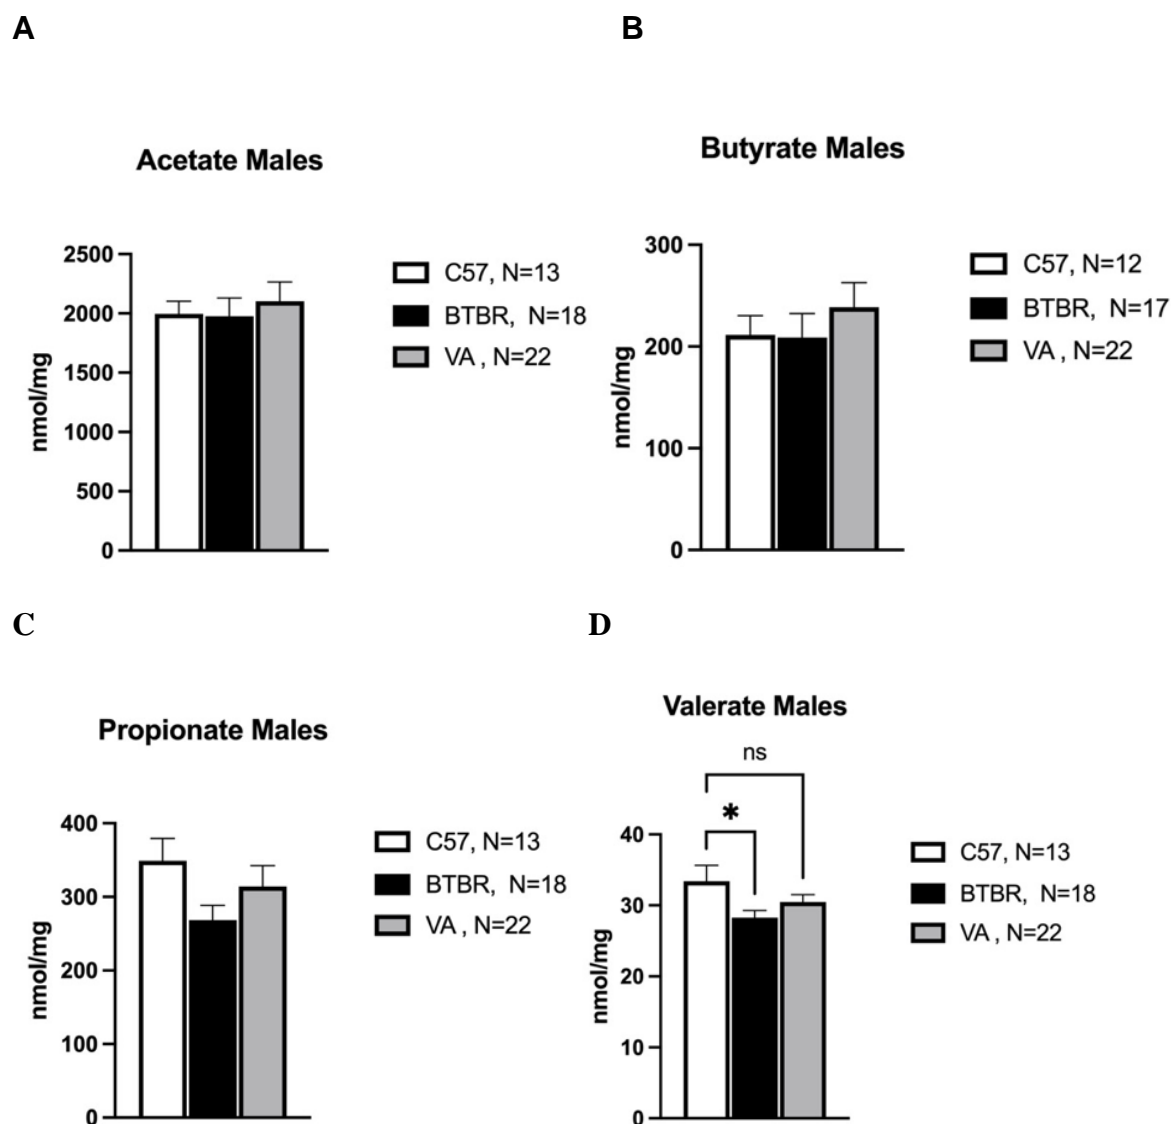 A
B
Acetate Males
2500
2000
1500
1000
500
0
nmol/mg
C57, N=13
BTBR,  N=18
VA , N=22
Butyrate Males
300
200
100
0
nmol/mg
C57, N=12
BTBR,  N=17
VA , N=22
C
D
Propionate Males
400
300
200
100
0
nmol/mg
C57, N=13
BTBR,  N=18
VA , N=22
Valerate Males
ns
*
40
30
20
10
0
nmol/mg
C57, N=13
BTBR,  N=18
VA , N=22